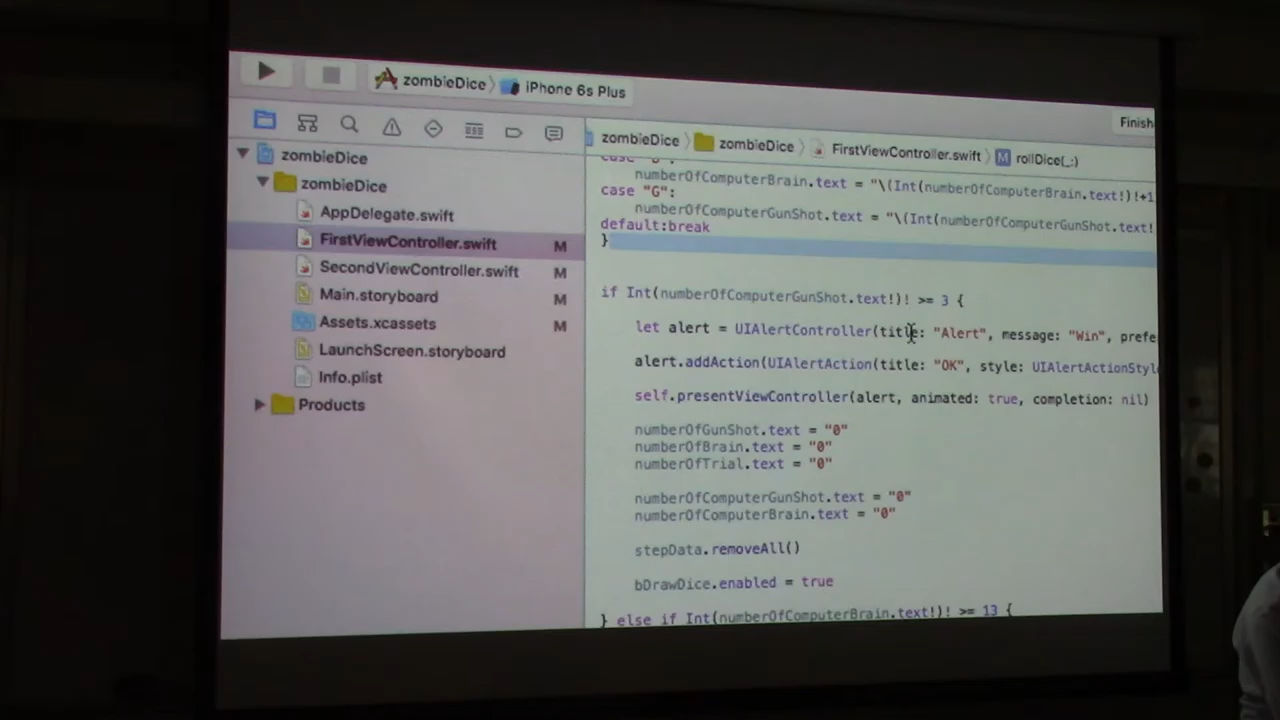 zombieDice 〉 iPhone 6s Plus
Finish
zombieDice
zombieDice
AppDelegate.swift
FirstViewController.swift M
SecondViewController.swift M
Main.storyboard M
Assets.xcassets M
LaunchScreen.storyboard
Info.plist
Products
zombieDice 〉 zombieDice 〉 FirstViewController.swift 〉 M rollDice(_:)
numberOfComputerBrain.text = "\(Int(numberOfComputerBrain.text!)!+1
case "G":
numberOfComputerGunShot.text = "\(Int(numberOfComputerGunShot.text!
default:break
}
if Int(numberOfComputerGunShot.text!)! >= 3 {
let alert = UIAlertController(title: "Alert", message: "Win", prefe
alert.addAction(UIAlertAction(title: "OK", style: UIAlertActionStyl
self.presentViewController(alert, animated: true, completion: nil)
numberOfGunShot.text = "0"
numberOfBrain.text = "0"
numberOfTrial.text = "0"
numberOfComputerGunShot.text = "0"
numberOfComputerBrain.text = "0"
stepData.removeAll()
bDrawDice.enabled = true
} else if Int(numberOfComputerBrain.text!)! >= 13 {